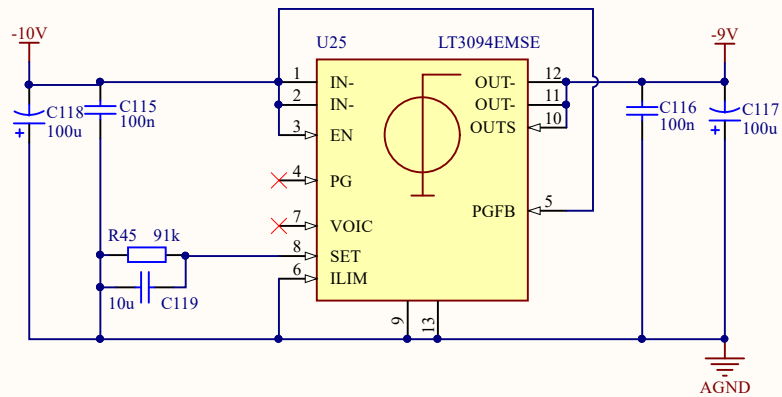 -10V
-9V
U25
LT3094EMSE
1
IN-
OUT-
12
2
IN-
OUT-
11
3
EN
OUTS
10
C118
100u
+
C115
100n
C116
100n
C117
100u
+
4
PG
PGFB
5
7
VOIC
R45
91k
8
SET
6
ILIM
10u
C119
9
13
AGND